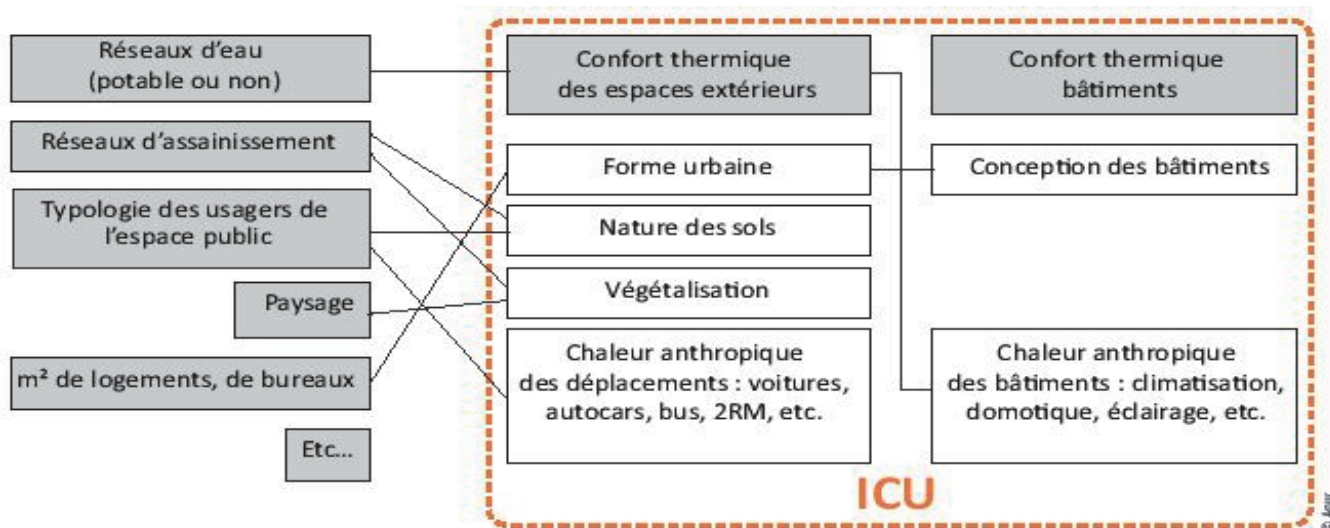 Réseaux d’eau
(potable ou non)
Réseaux d’assainissement
Typologie des usagers de
l’espace public
Paysage
m² de logements, de bureaux
Etc...
Confort thermique
des espaces extérieurs
Forme urbaine
Nature des sols
Végétalisation
Chaleur anthropique
des déplacements : voitures,
autocars, bus, 2RM, etc.
Confort thermique
bâtiments
Conception des bâtiments
Chaleur anthropique
des bâtiments : climatisation,
domotique, éclairage, etc.
ICU